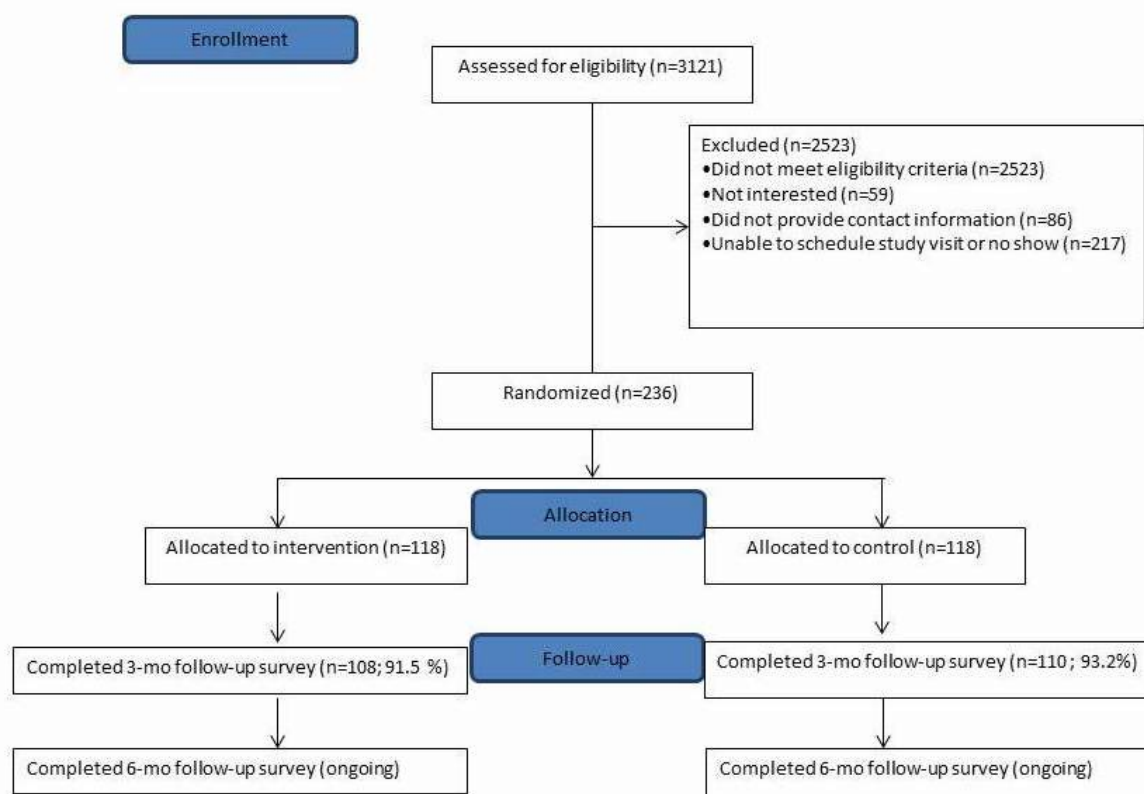 Enrollment
Assessed for eligibility (n=3121)
Excluded (n=2523)
•Did not meet eligibility criteria (n=2523)
•Not interested (n=59)
•Did not provide contact information (n=86)
•Unable to schedule study visit or no show (n=217)
Randomized (n=236)
Allocation
Allocated to intervention (n=118)
Allocated to control (n=118)
Follow-up
Completed 3-mo follow-up survey (n=108; 91.5 %)
Completed 3-mo follow-up survey (n=110 ; 93.2%)
Completed 6-mo follow-up survey (ongoing)
Completed 6-mo follow-up survey (ongoing)